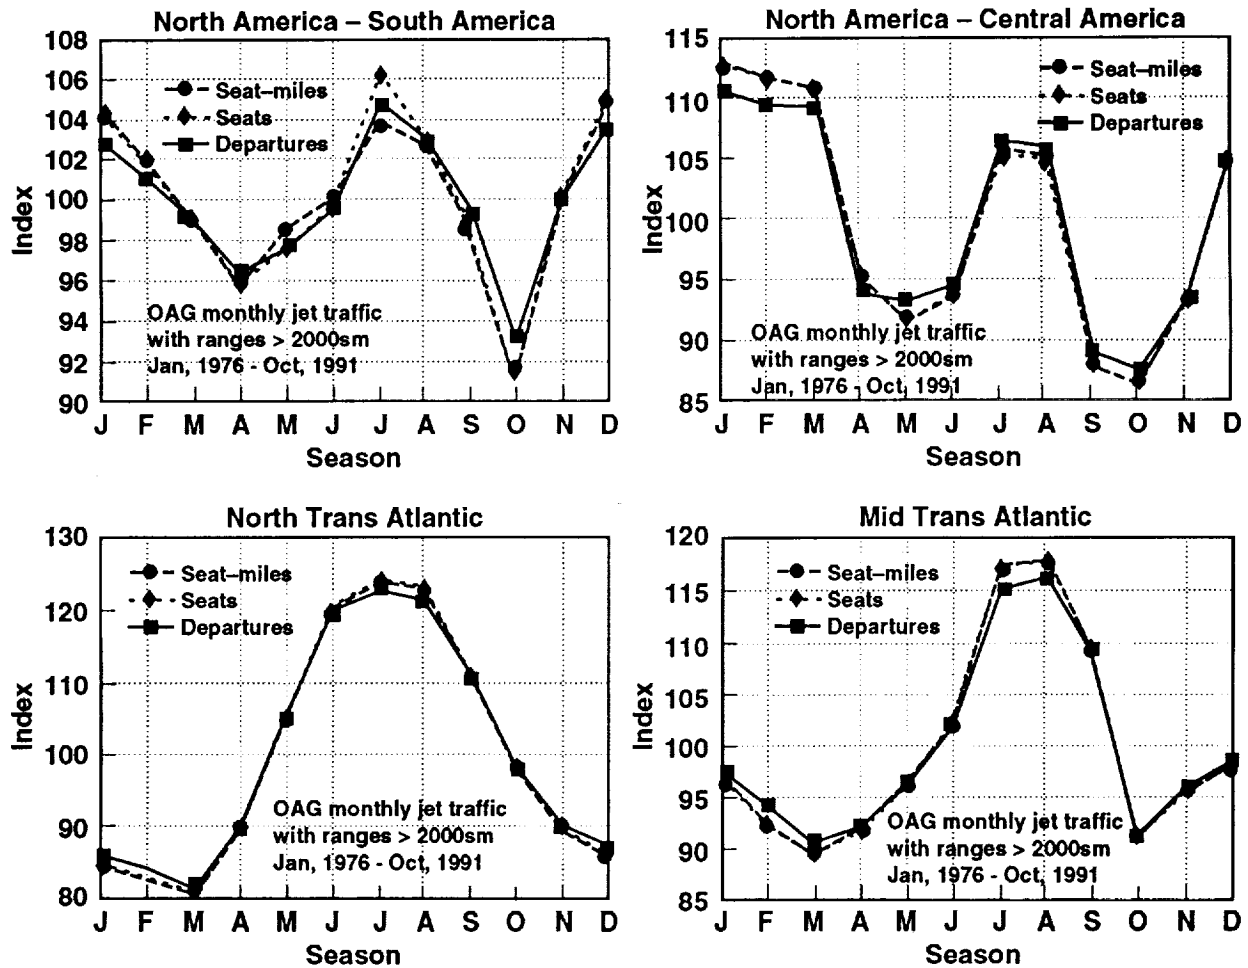 North America – South America
108
106
104
102
100
98
96
94
92
90
Index
Seat–miles
Seats
Departures
OAG monthly jet traffic
with ranges > 2000sm
Jan, 1976 - Oct, 1991
J F M A M J J A S O N D
Season
North America – Central America
115
110
105
100
95
90
85
Index
Seat–miles
Seats
Departures
OAG monthly jet traffic
with ranges > 2000sm
Jan, 1976 - Oct, 1991
J F M A M J J A S O N D
Season
North Trans Atlantic
130
120
110
100
90
80
Index
Seat–miles
Seats
Departures
OAG monthly jet traffic
with ranges > 2000sm
Jan, 1976 - Oct, 1991
J F M A M J J A S O N D
Season
Mid Trans Atlantic
120
115
110
105
100
95
90
85
Index
Seat–miles
Seats
Departures
OAG monthly jet traffic
with ranges > 2000sm
Jan, 1976 - Oct, 1991
J F M A M J J A S O N D
Season